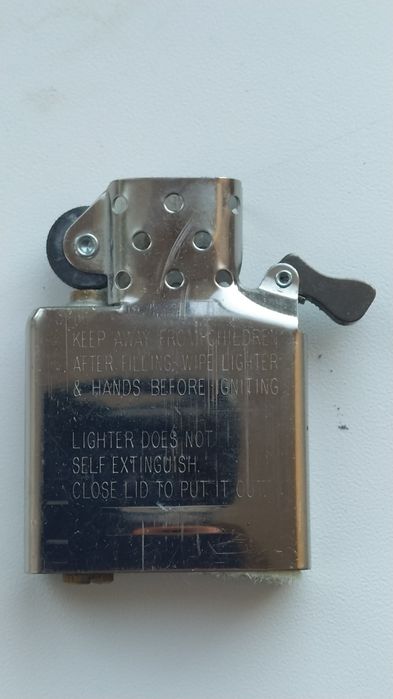 KEEP AWAY FROM CHILDREN
AFTER FILLING, WIPE LIGHTER
& HANDS BEFORE IGNITING
LIGHTER DOES NOT
SELF EXTINGUISH.
CLOSE LID TO PUT IT OUT.